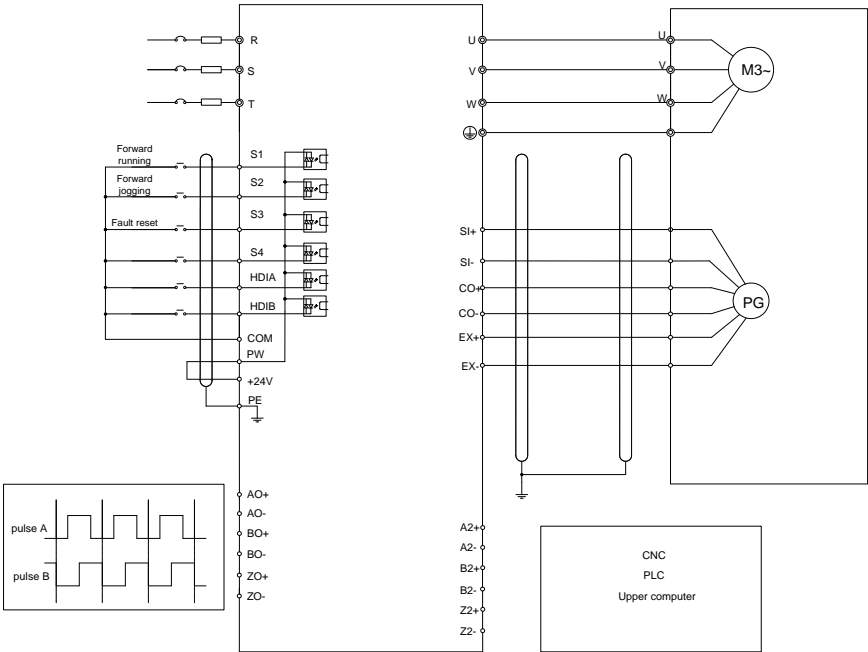 R
S
T
U
V
W
U
V
W
M3~
Forward
running
Forward
jogging
Fault reset
S1
S2
S3
S4
HDIA
HDIB
COM
PW
+24V
PE
SI+
SI-
CO+
CO-
EX+
EX-
PG
pulse A
pulse B
AO+
AO-
BO+
BO-
ZO+
ZO-
A2+
A2-
B2+
B2-
Z2+
Z2-
CNC
PLC
Upper computer